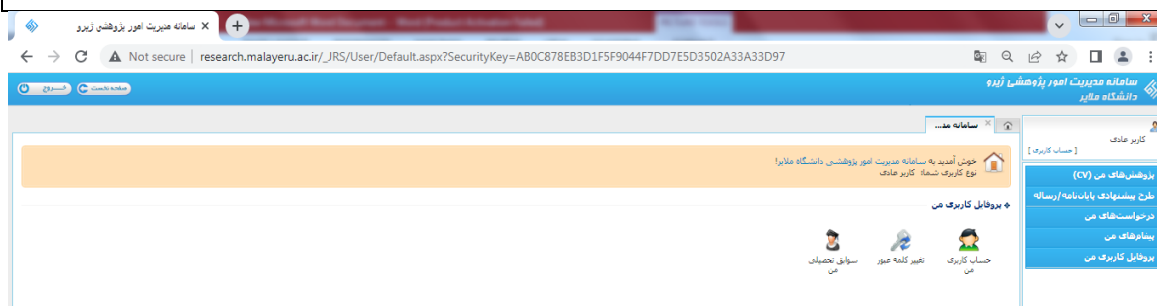 سامانه مدیریت امور پژوهشی ژیرو
Not secure | research.malayeru.ac.ir/_JRS/User/Default.aspx?SecurityKey=AB0C878EB3D1F5F9044F7DD7E5D3502A33A33D97
سامانه مدیریت امور پژوهشی ژیرو
دانشگاه ملایر
صفحه نخست
خـــروج
کاربر عادی
[ حساب کاربری ]
پژوهش‌های من (CV)
طرح پیشنهادی پایان‌نامه/رساله
درخواست‌های من
پیام‌های من
پروفایل کاربری من
سامانه مد...
خوش آمدید به سامانه مدیریت امور پژوهشی دانشگاه ملایر!
نوع کاربری شما: کاربر عادی
پروفایل کاربری من
حساب کاربری من
تغییر کلمه عبور
سوابق تحصیلی من